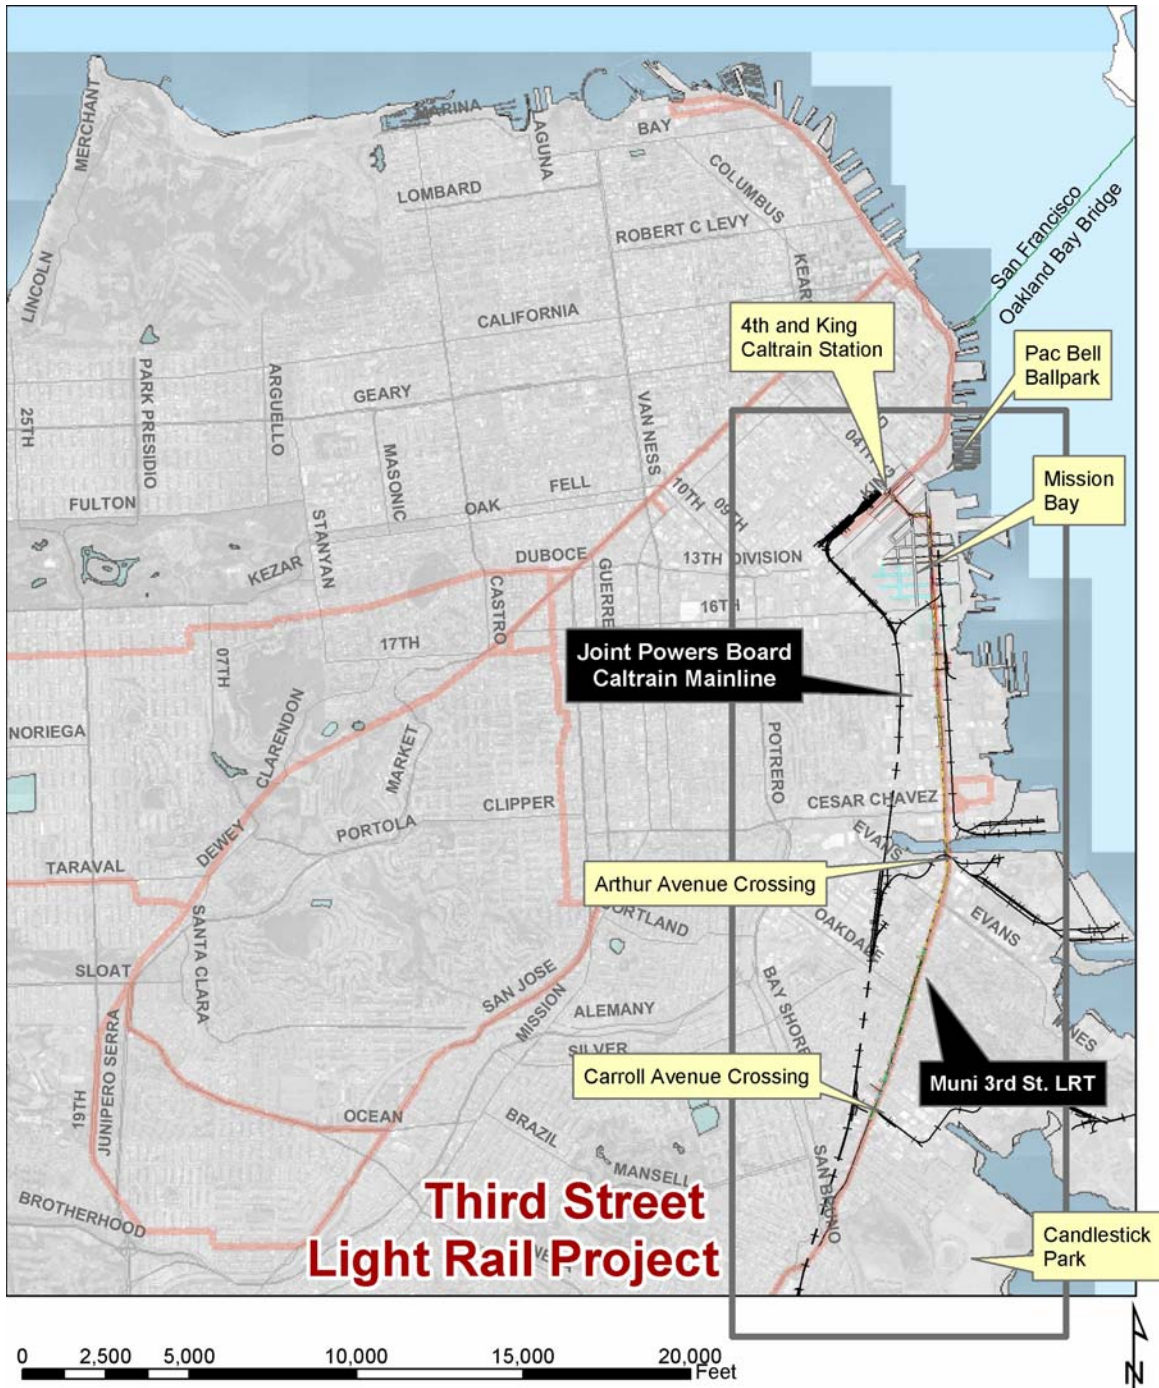 MERCHANT
LINCOLN
MARINA
LAGUNA
BAY
LOMBARD
COLUMBUS
ROBERT C LEVY
San Francisco
Oakland Bay Bridge
4th and King
Caltrain Station
Pac Bell
Ballpark
CALIFORNIA
PARK PRESIDIO
ARGUELLO
GEARY
25TH
MASONIC
VAN NESS
04TH
KING
Mission
Bay
FULTON
FELL
OAK
10TH
09TH
STANYAN
KEZAR
DUBOCE
13TH DIVISION
CASTRO
16TH
17TH
07TH
Joint Powers Board
Caltrain Mainline
NORIEGA
CLARENDON
MARKET
POTRERO
CLIPPER
CESAR CHAVEZ
PORTOLA
DEWEY
EVANS
TARAVAL
Arthur Avenue Crossing
SANTA CLARA
OAKDALE
EVANS
SLOAT
SAN JOSE
MISSION
ALEMANY
BAY SHORE
SILVER
JUNIPERO SERRA
19TH
Carroll Avenue Crossing
Muni 3rd St. LRT
OCEAN
BRAZIL
MANSELL
SAN BRUNO
BROTHERHOOD
Third Street
Light Rail Project
Candlestick
Park
0 2,500 5,000 10,000 15,000 20,000
Feet
N